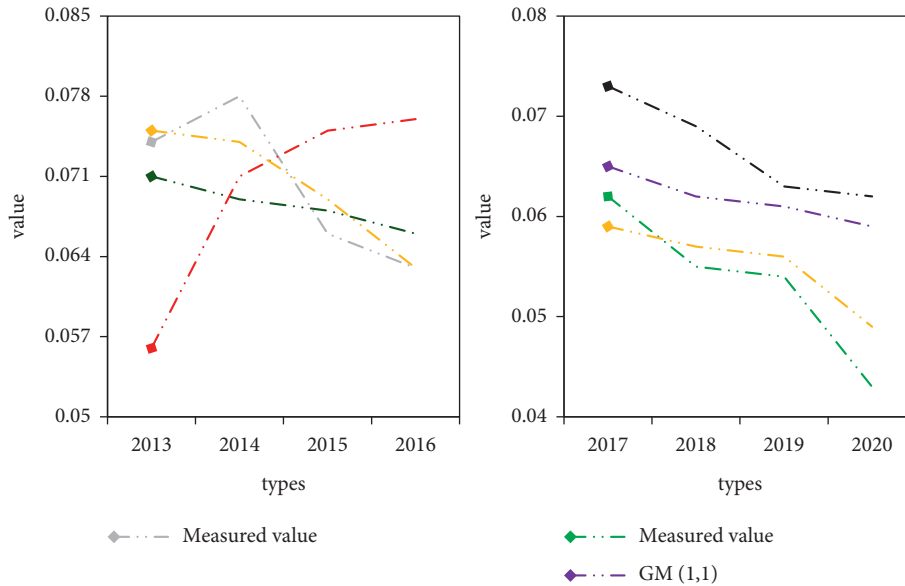 0.085
0.078
0.071
0.064
0.057
0.05
value
2013 2014 2015 2016
types
Measured value
0.08
0.07
0.06
0.05
0.04
value
2017 2018 2019 2020
types
Measured value
GM (1,1)